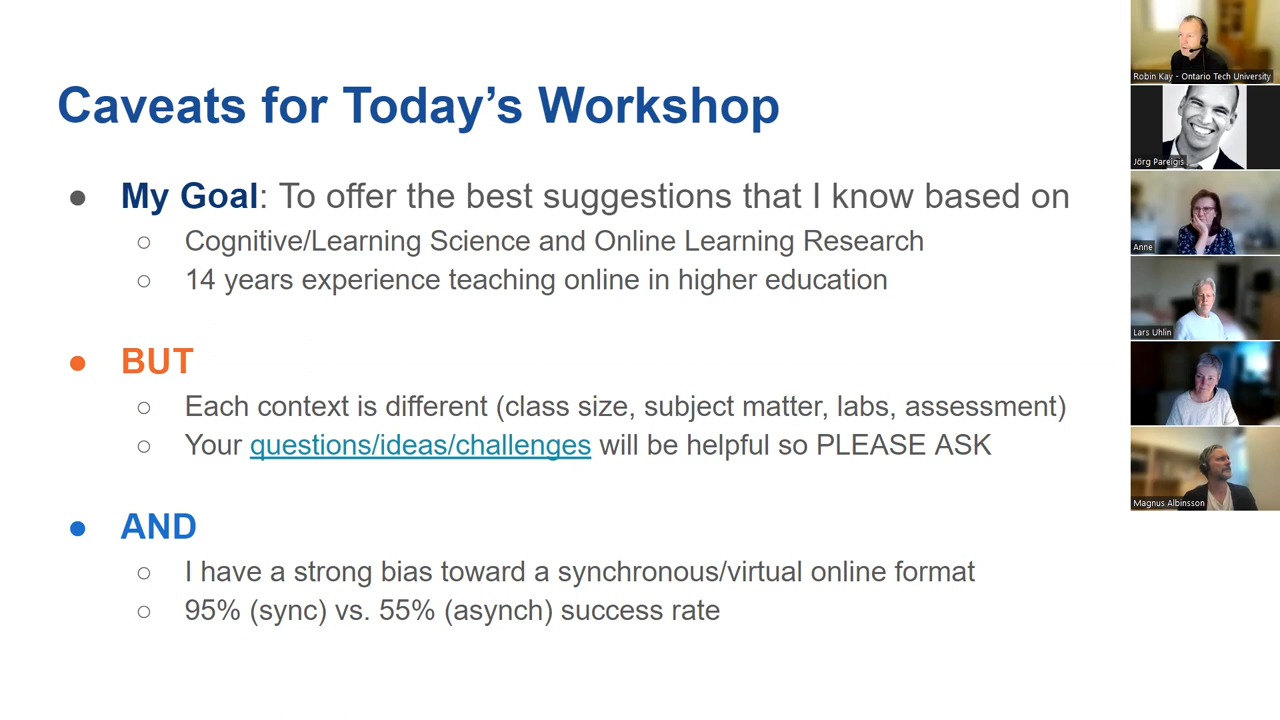 Caveats for Today’s Workshop
● My Goal: To offer the best suggestions that I know based on
○ Cognitive/Learning Science and Online Learning Research
○ 14 years experience teaching online in higher education
● BUT
○ Each context is different (class size, subject matter, labs, assessment)
○ Your questions/ideas/challenges will be helpful so PLEASE ASK
● AND
○ I have a strong bias toward a synchronous/virtual online format
○ 95% (sync) vs. 55% (asynch) success rate
Robin Kay - Ontario Tech University
Jörg Pareigis
Anne
Lars Uhlin
Magnus Albinsson